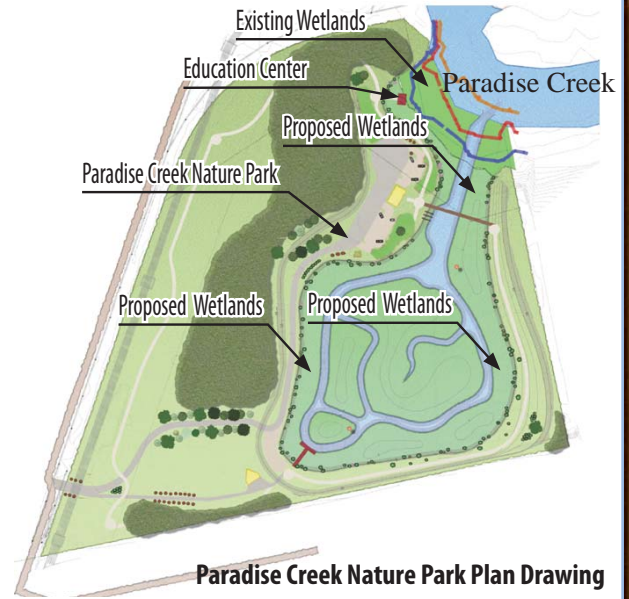 Existing Wetlands
Education Center
Paradise Creek
Proposed Wetlands
Paradise Creek Nature Park
Proposed Wetlands
Proposed Wetlands
Paradise Creek Nature Park Plan Drawing